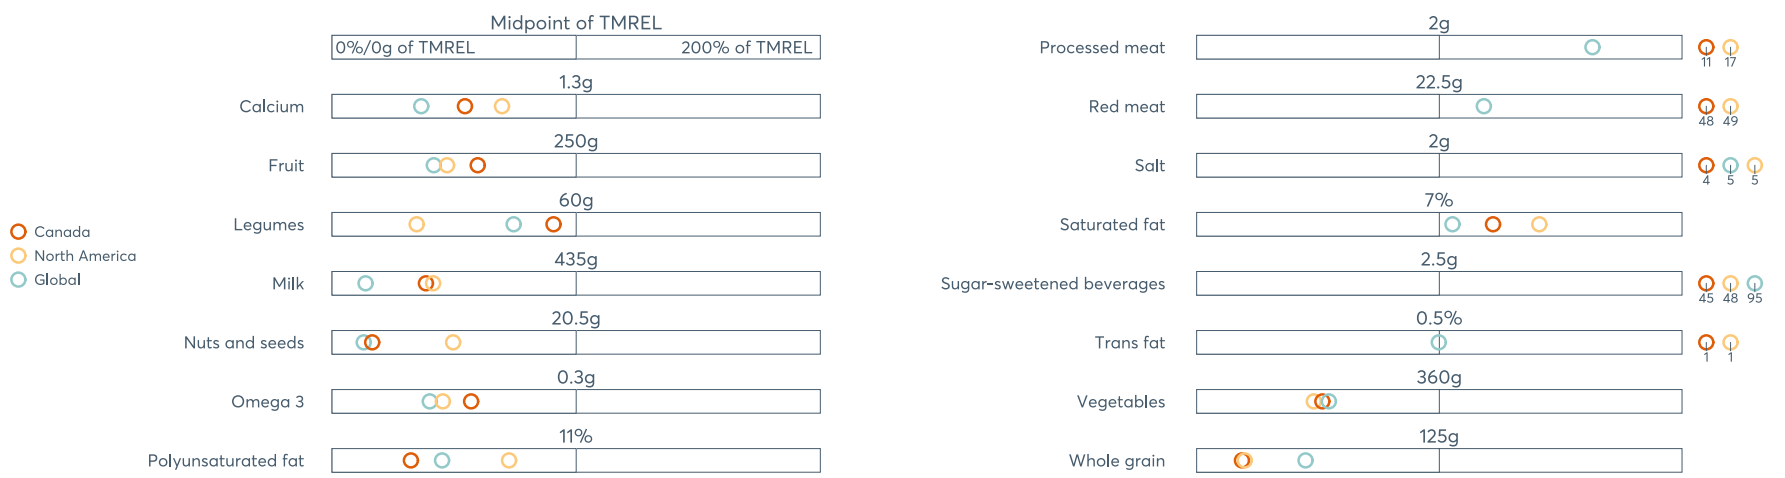 Midpoint of TMREL
0%/0g of TMREL 200% of TMREL
Calcium 1.3g
Fruit 250g
Legumes 60g
Milk 435g
Nuts and seeds 20.5g
Omega 3 0.3g
Polyunsaturated fat 11%
Canada
North America
Global
Processed meat 2g 11 17
Red meat 22.5g 48 49
Salt 2g 4 5 5
Saturated fat 7%
Sugar-sweetened beverages 2.5g 45 48 95
Trans fat 0.5% 1 1
Vegetables 360g
Whole grain 125g